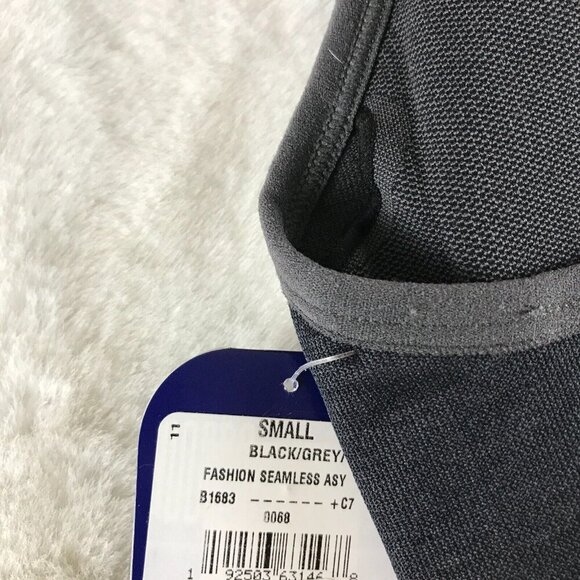 11
SMALL
BLACK/GREY/
FASHION SEAMLESS ASY
B1683 ------ +C7
0068
1 92503 63146 8